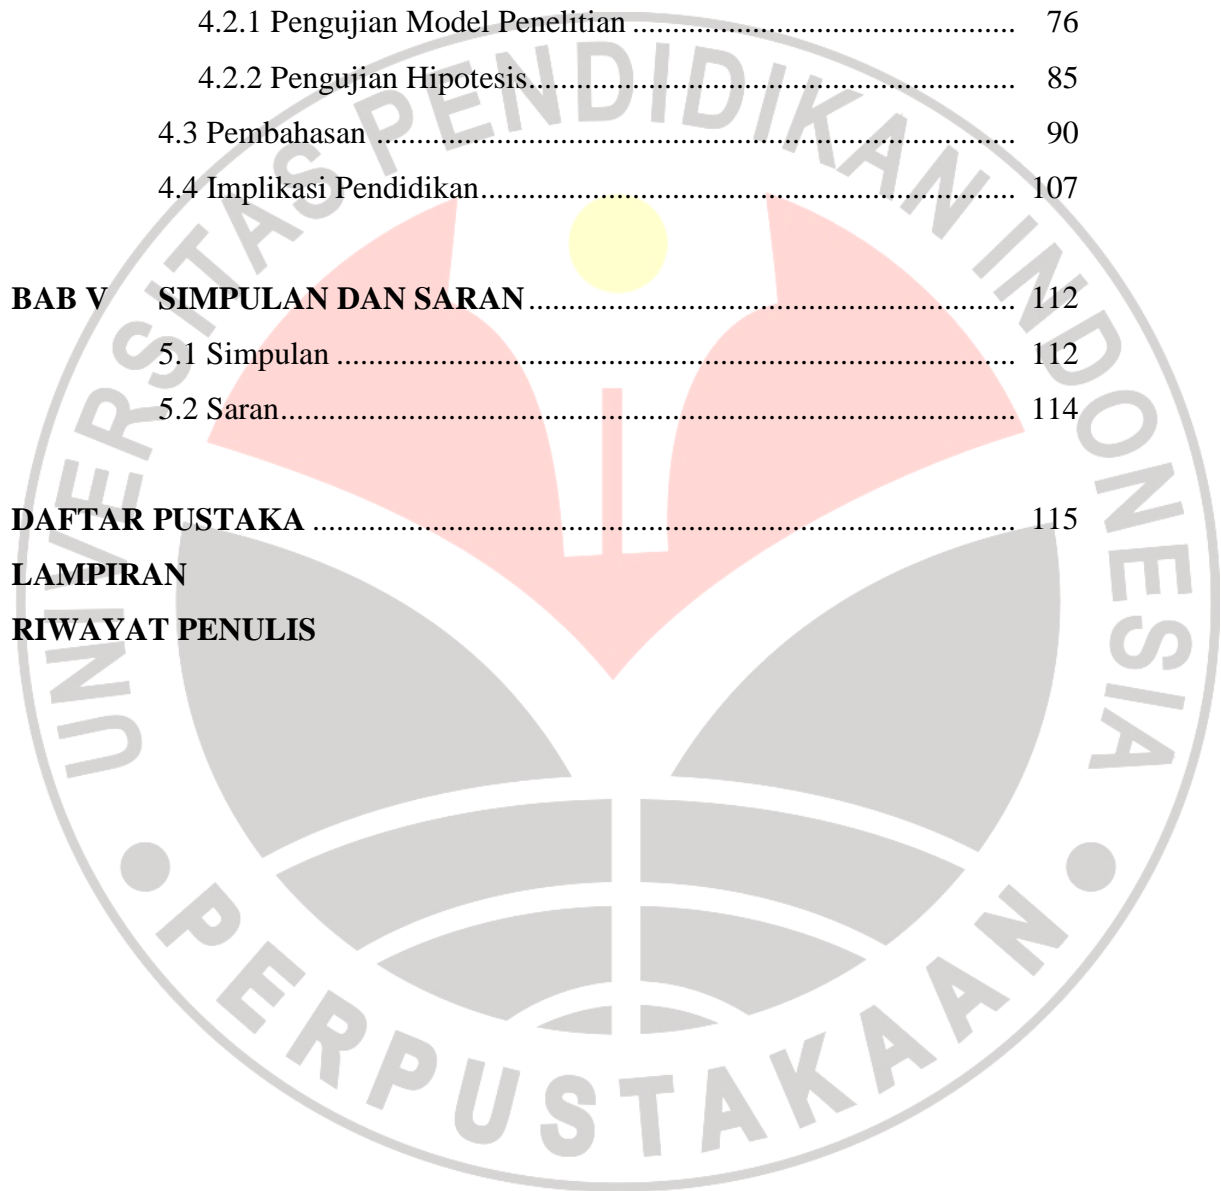 4.2.1 Pengujian Model Penelitian ................................................ 76
4.2.2 Pengujian Hipotesis............................................................. 85
4.3 Pembahasan ................................................................................ 90
4.4 Implikasi Pendidikan................................................................... 107
BAB V SIMPULAN DAN SARAN............................................................. 112
5.1 Simpulan ..................................................................................... 112
5.2 Saran............................................................................................ 114
DAFTAR PUSTAKA ........................................................................................ 115
LAMPIRAN
RIWAYAT PENULIS
UNIVERSITAS PENDIDIKAN INDONESIA
PERPUSTAKAAN